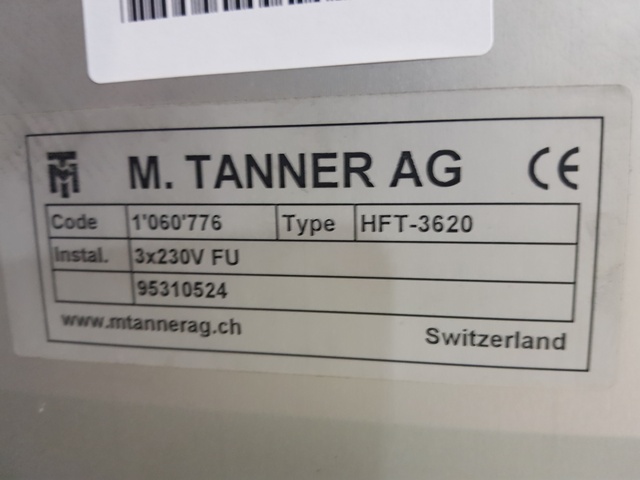 M. TANNER AG CE
Code 1'060'776 Type HFT-3620
Instal. 3x230V FU
95310524
www.mtannerag.ch Switzerland